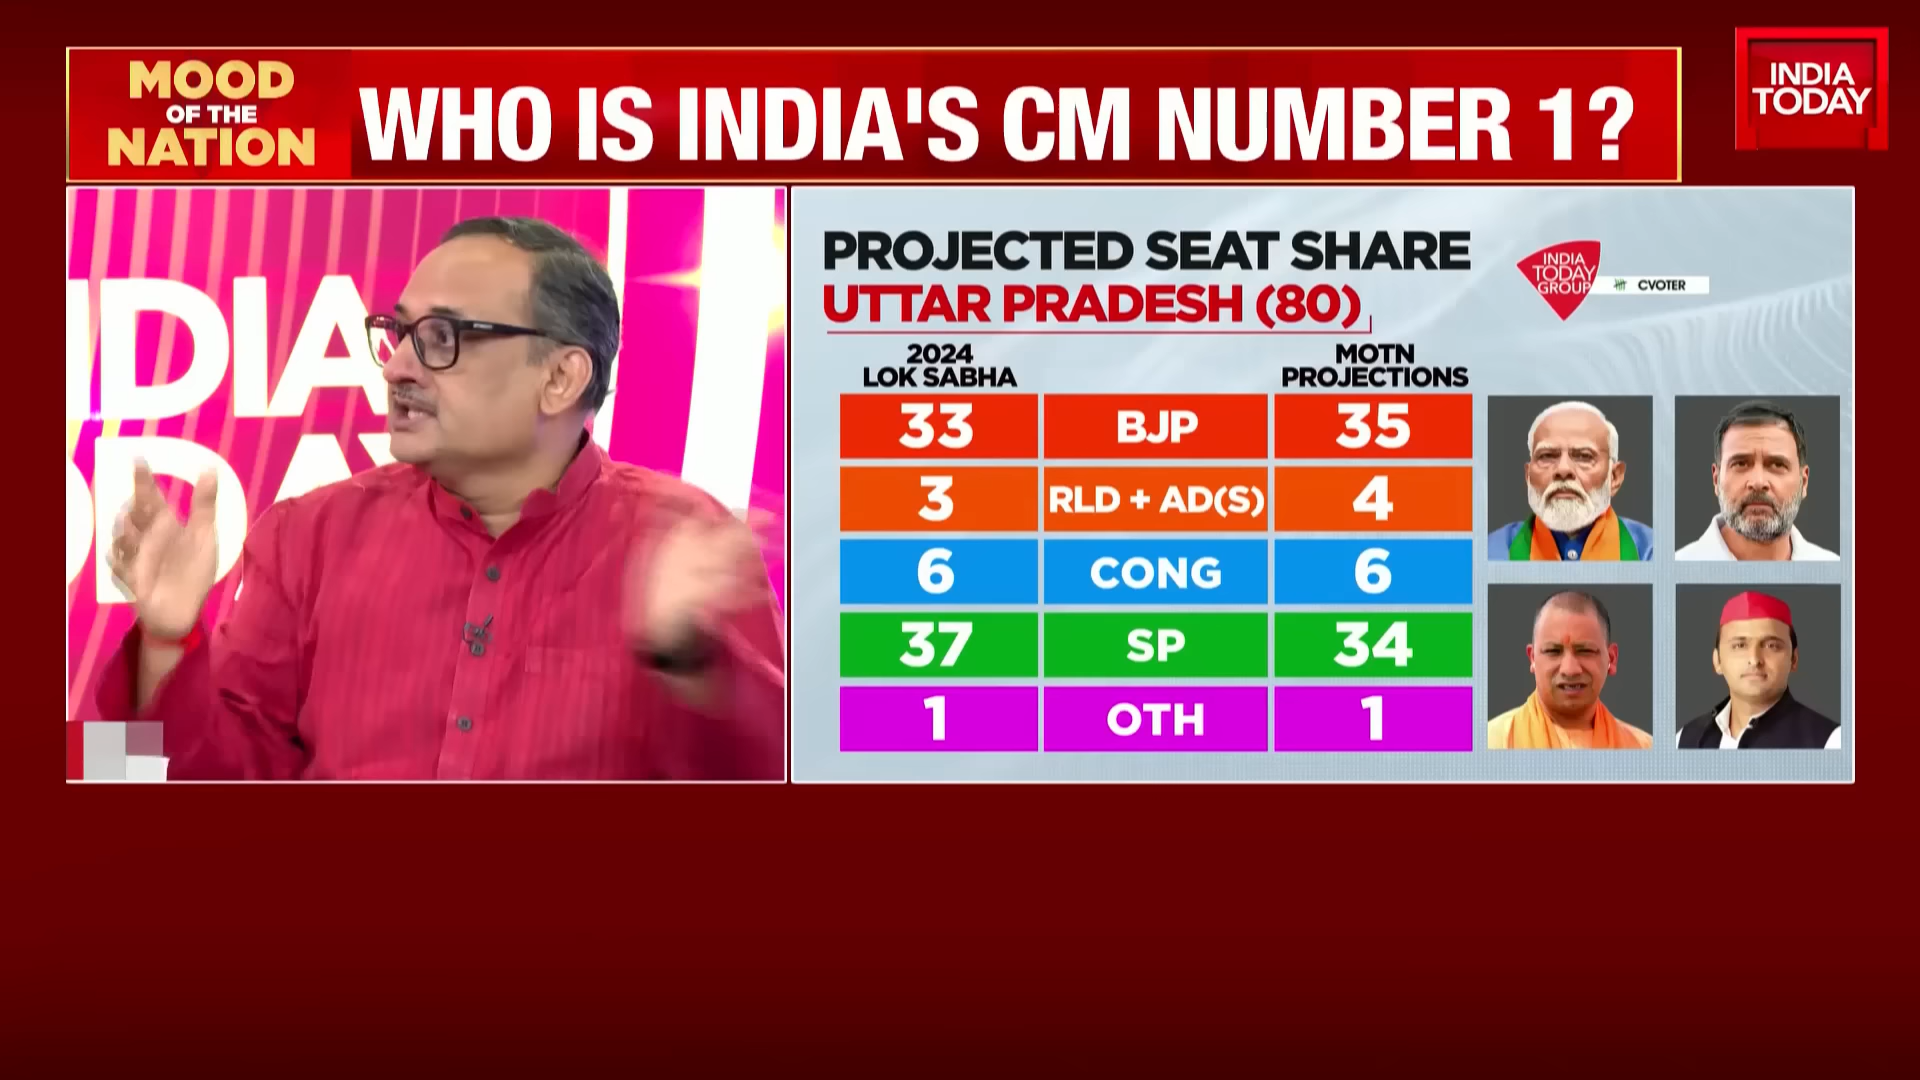 MOOD
OF THE
NATION
WHO IS INDIA'S CM NUMBER 1?
INDIA
TODAY
INDIA
TODAY
PROJECTED SEAT SHARE
UTTAR PRADESH (80)
INDIA
TODAY
GROUP
CVOTER
2024
LOK SABHA
MOTN
PROJECTIONS
33 BJP 35
3 RLD + AD(S) 4
6 CONG 6
37 SP 34
1 OTH 1